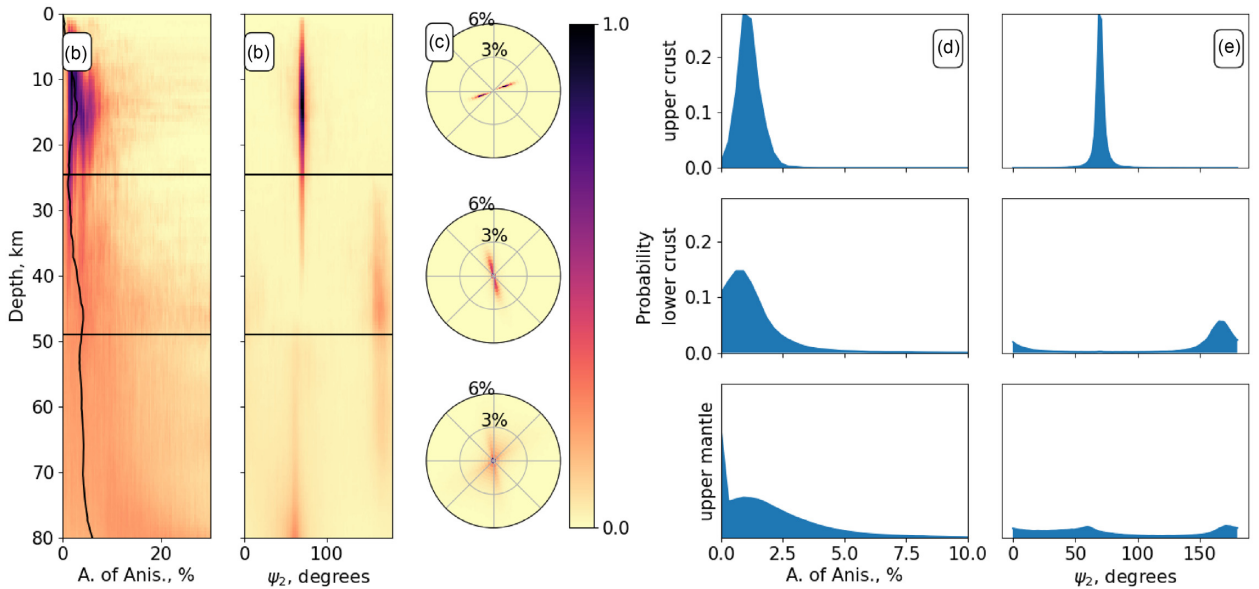 0
10
20
30
40
50
60
70
80
Depth, km
(b)
0
20
A. of Anis., %
(b)
0
100
ψ₂, degrees
(c)
6%
3%
6%
3%
6%
3%
1.0
0.0
Probability
upper crust
0.2
0.1
0.0
(d)
(e)
lower crust
0.2
0.1
0.0
upper mantle
0.0
2.5
5.0
7.5
10.0
A. of Anis., %
0
50
100
150
ψ₂, degrees